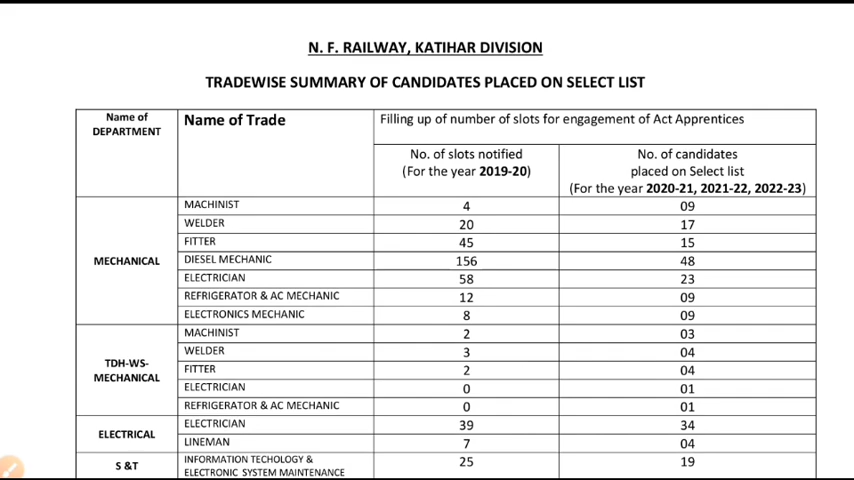 N. F. RAILWAY, KATIHAR DIVISION
TRADEWISE SUMMARY OF CANDIDATES PLACED ON SELECT LIST
Name of DEPARTMENT | Name of Trade | Filling up of number of slots for engagement of Act Apprentices
No. of slots notified (For the year 2019-20) | No. of candidates placed on Select list (For the year 2020-21, 2021-22, 2022-23)
MECHANICAL
MACHINIST 4 09
WELDER 20 17
FITTER 45 15
DIESEL MECHANIC 156 48
ELECTRICIAN 58 23
REFRIGERATOR & AC MECHANIC 12 09
ELECTRONICS MECHANIC 8 09
TDH-WS-
MECHANICAL
MACHINIST 2 03
WELDER 3 04
FITTER 2 04
ELECTRICIAN 0 01
REFRIGERATOR & AC MECHANIC 0 01
ELECTRICAL
ELECTRICIAN 39 34
LINEMAN 7 04
S &T
INFORMATION TECHOLOGY &
ELECTRONIC SYSTEM MAINTENANCE
25 19